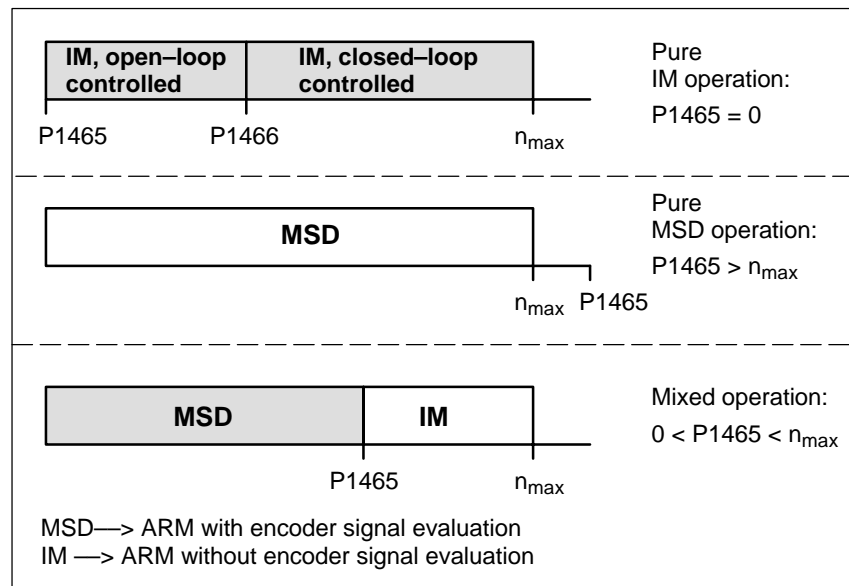 IM, open–loop controlled
IM, closed–loop controlled
P1465
P1466
nmax
Pure
IM operation:
P1465 = 0
MSD
nmax
P1465
Pure
MSD operation:
P1465 > nmax
MSD
IM
P1465
nmax
Mixed operation:
0 < P1465 < nmax
MSD—> ARM with encoder signal evaluation
IM —> ARM without encoder signal evaluation